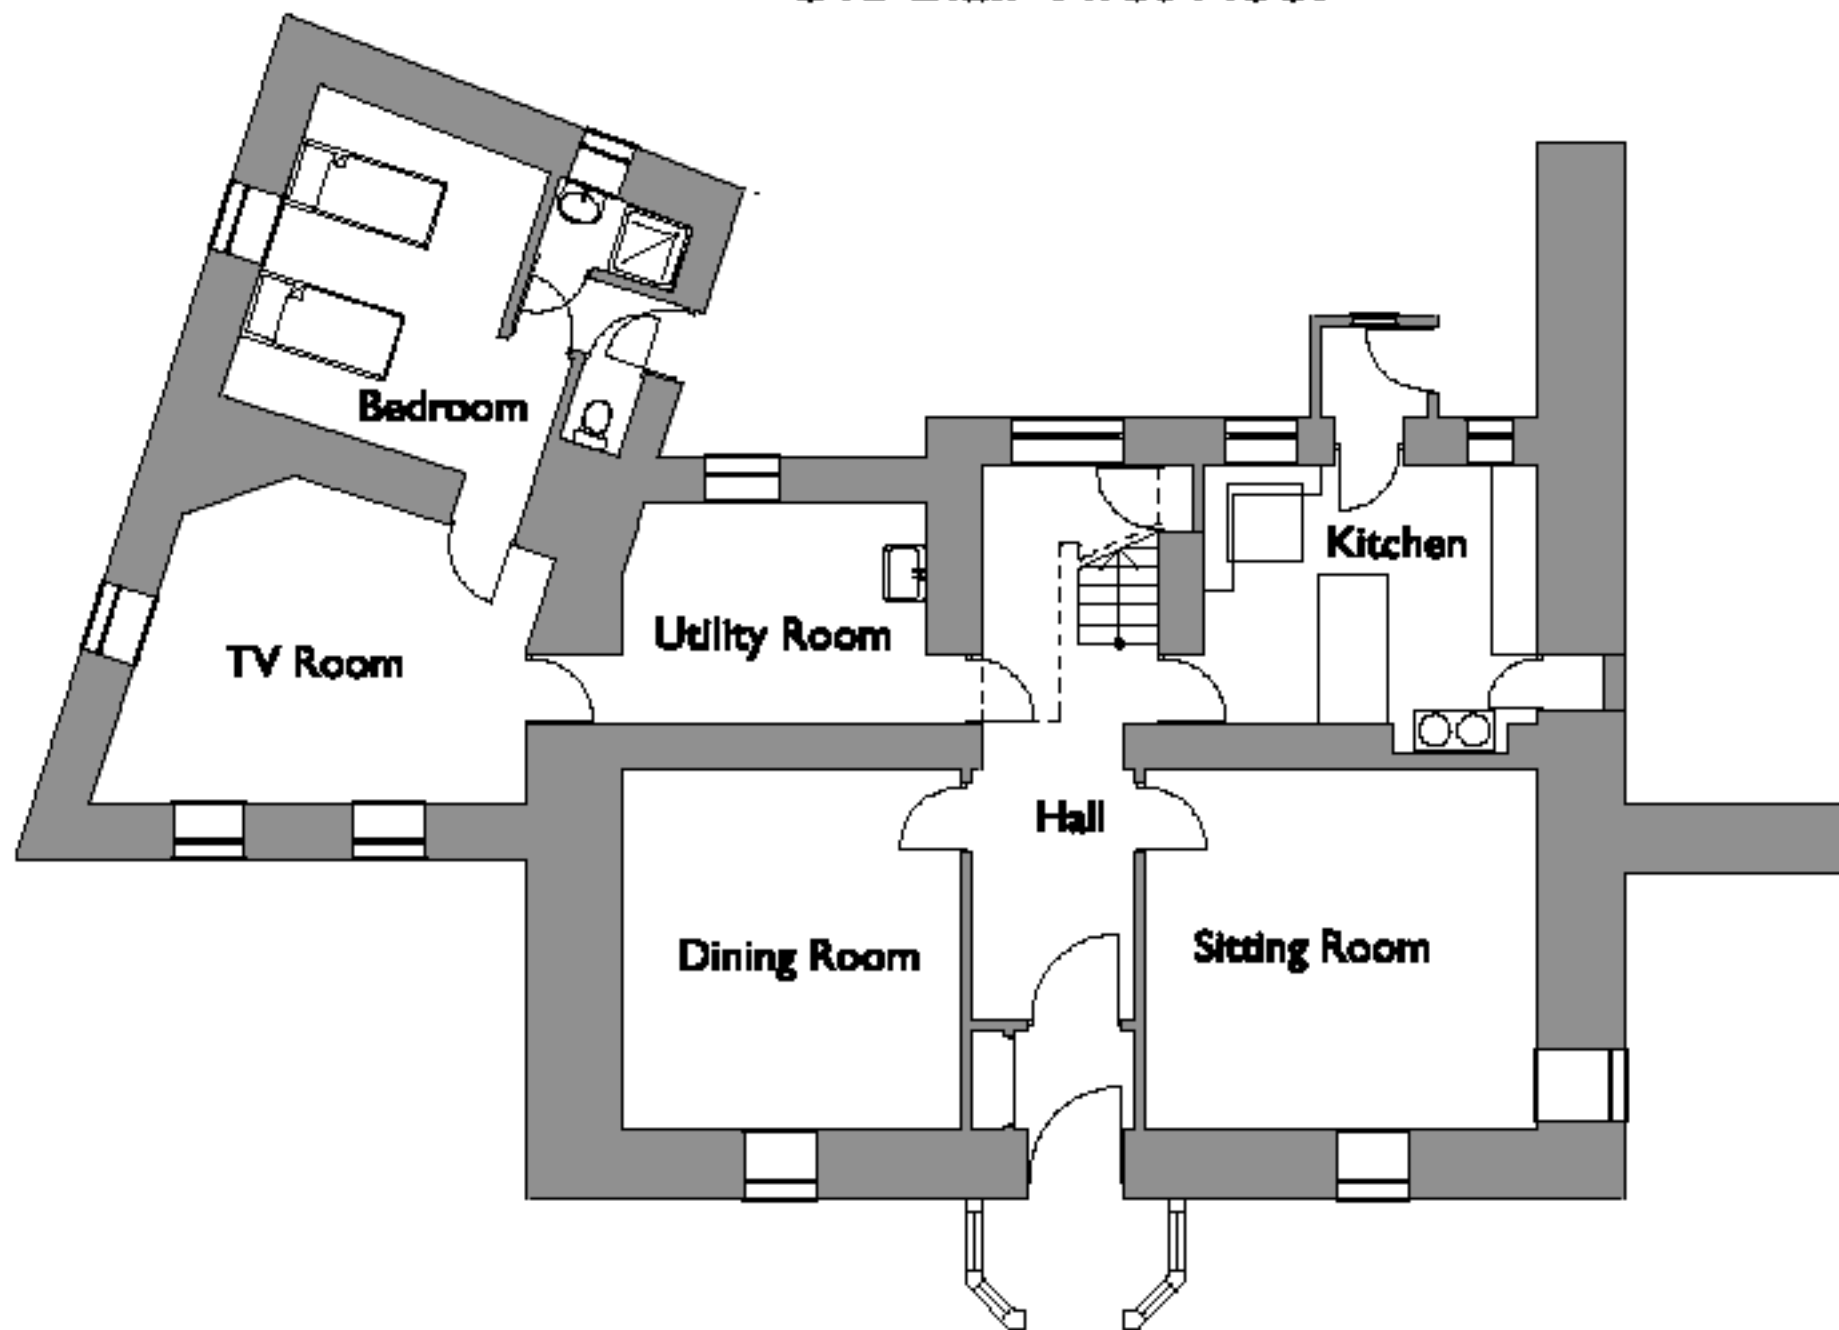 Bedroom
Kitchen
Utility Room
TV Room
Hall
Dining Room
Sitting Room